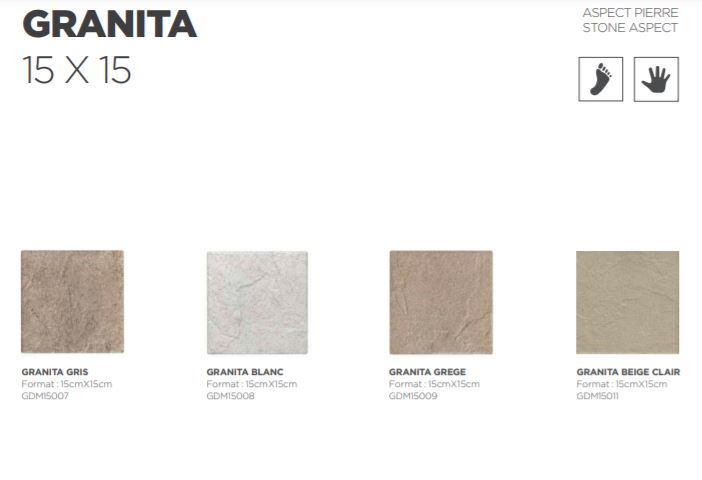 GRANITA
15 X 15
ASPECT PIERRE
STONE ASPECT
GRANITA GRIS
Format : 15cmX15cm
GDM15007
GRANITA BLANC
Format : 15cmX15cm
GDM15008
GRANITA GREGE
Format : 15cmX15cm
GDM15009
GRANITA BEIGE CLAIR
Format : 15cmX15cm
GDM15011